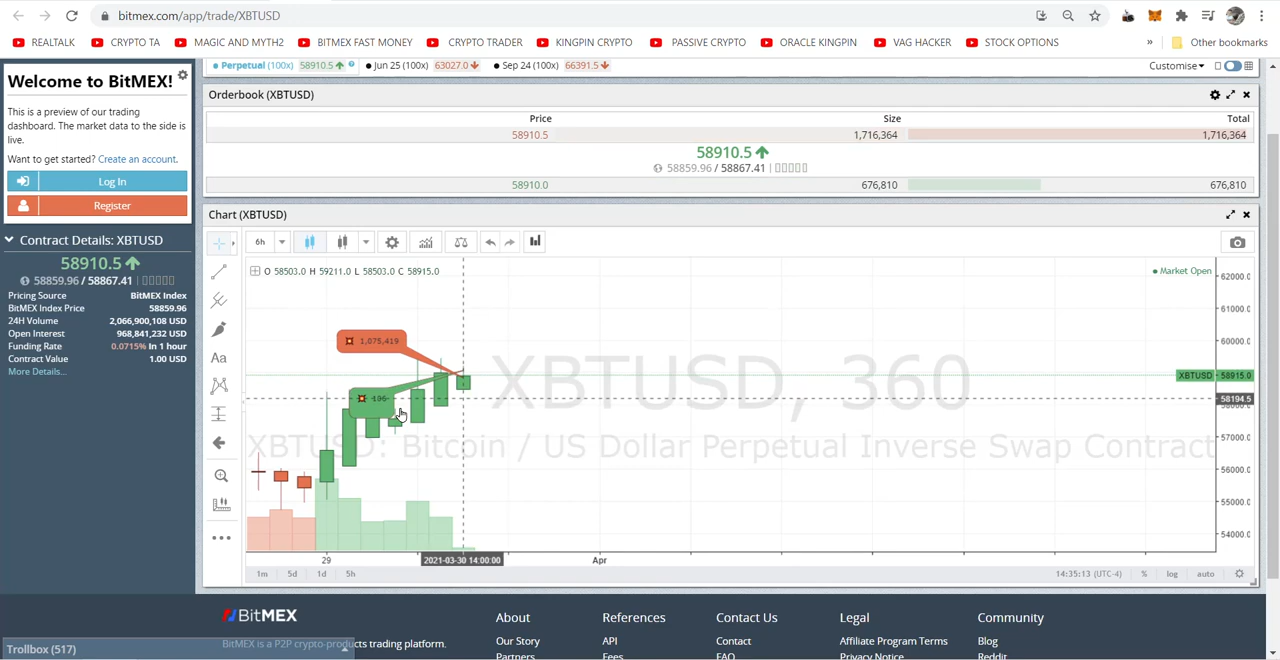 bitmex.com/app/trade/XBTUSD
REALTALK CRYPTO TA MAGIC AND MYTH2 BITMEX FAST MONEY CRYPTO TRADER KINGPIN CRYPTO PASSIVE CRYPTO ORACLE KINGPIN VAG HACKER STOCK OPTIONS » Other bookmarks
Welcome to BitMEX!
This is a preview of our trading
dashboard. The market data to the side is
live.
Want to get started? Create an account.
Log In
Register
Contract Details: XBTUSD
58910.5
58859.96 / 58867.41
Pricing Source BitMEX Index
BitMEX Index Price 58859.96
24H Volume 2,066,900,108 USD
Open Interest 968,841,232 USD
Funding Rate 0.0715% In 1 hour
Contract Value 1.00 USD
More Details...
Perpetual (100x) 58910.5 Jun 25 (100x) 63027.0 Sep 24 (100x) 66391.5 Customise
Orderbook (XBTUSD)
Price Size Total
58910.5 1,716,364 1,716,364
58910.5
58859.96 / 58867.41
58910.0 676,810 676,810
Chart (XBTUSD)
6h
O 58503.0 H 59211.0 L 58503.0 C 58915.0
Market Open
62000.0
61000.0
1,075,419
60000.0
XBTUSD, 360
XBTUSD 58915.0
186
58194.5
58000.0
57000.0
XBTUSD: Bitcoin / US Dollar Perpetual Inverse Swap Contract
56000.0
55000.0
54000.0
29 2021-03-30 14:00:00 Apr
1m 5d 1d 5h 14:35:13 (UTC-4) % log auto
Aa
BitMEX
BitMEX is a P2P crypto-products trading platform.
About References Contact Us Legal Community
Our Story API Contact Affiliate Program Terms Blog
Partners Fees FAQ Privacy Notice Reddit
Trollbox (517)